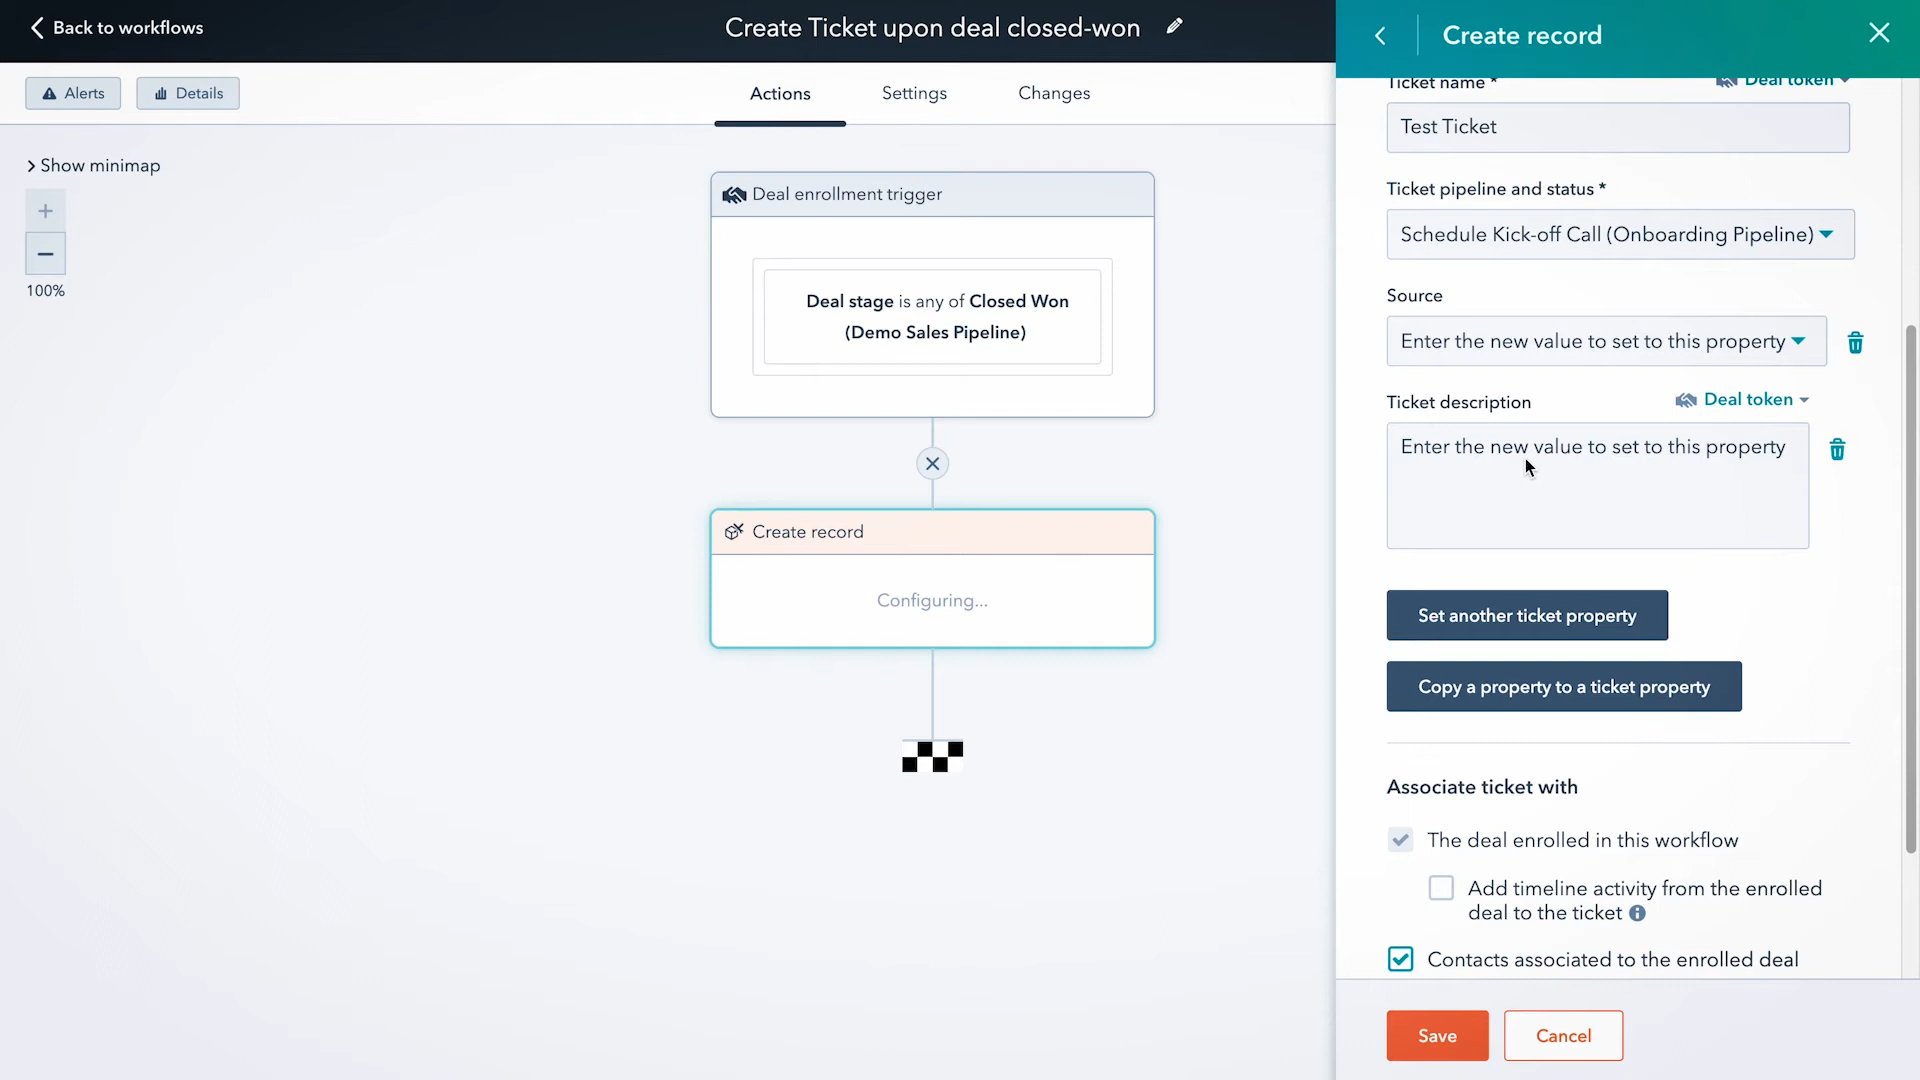 Back to workflows
Create Ticket upon deal closed-won
Create record
Alerts
Details
Actions
Settings
Changes
Show minimap
100%
Deal enrollment trigger
Deal stage is any of Closed Won
(Demo Sales Pipeline)
Create record
Configuring...
Ticket name *
Deal token
Test Ticket
Ticket pipeline and status *
Schedule Kick-off Call (Onboarding Pipeline)
Source
Enter the new value to set to this property
Ticket description
Deal token
Enter the new value to set to this property
Set another ticket property
Copy a property to a ticket property
Associate ticket with
The deal enrolled in this workflow
Add timeline activity from the enrolled
deal to the ticket
Contacts associated to the enrolled deal
Save
Cancel